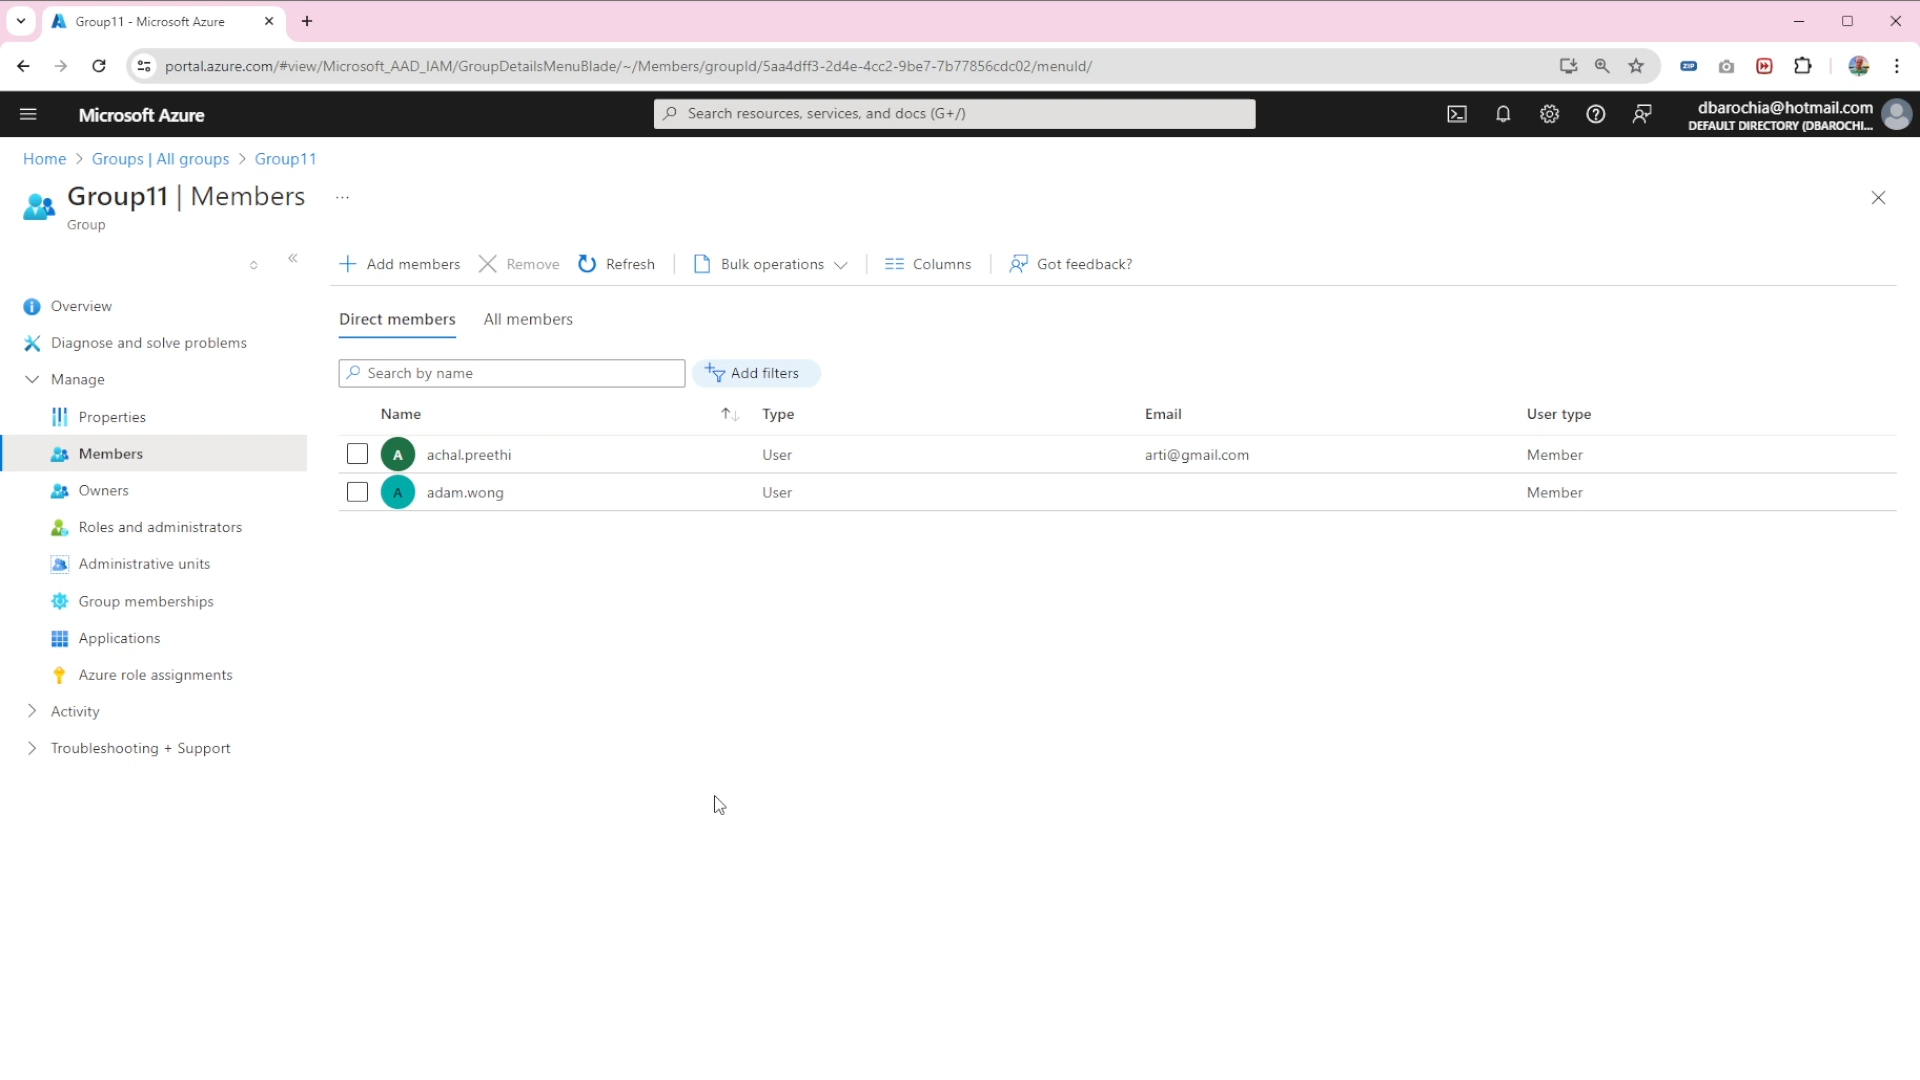 Group11 - Microsoft Azure
portal.azure.com/#view/Microsoft_AAD_IAM/GroupDetailsMenuBlade/~/Members/groupId/5aa4dff3-2d4e-4cc2-9be7-7b77856cdc02/menuId/
ZIP
Microsoft Azure
Search resources, services, and docs (G+/)
dbarochia@hotmail.com
DEFAULT DIRECTORY (DBAROCHI...
Home > Groups | All groups > Group11
Group11 | Members
...
Group
Add members
Remove
Refresh
Bulk operations
Columns
Got feedback?
Overview
Diagnose and solve problems
Manage
Properties
Members
Owners
Roles and administrators
Administrative units
Group memberships
Applications
Azure role assignments
Activity
Troubleshooting + Support
Direct members
All members
Search by name
Add filters
Name Type Email User type
A achal.preethi User arti@gmail.com Member
A adam.wong User Member